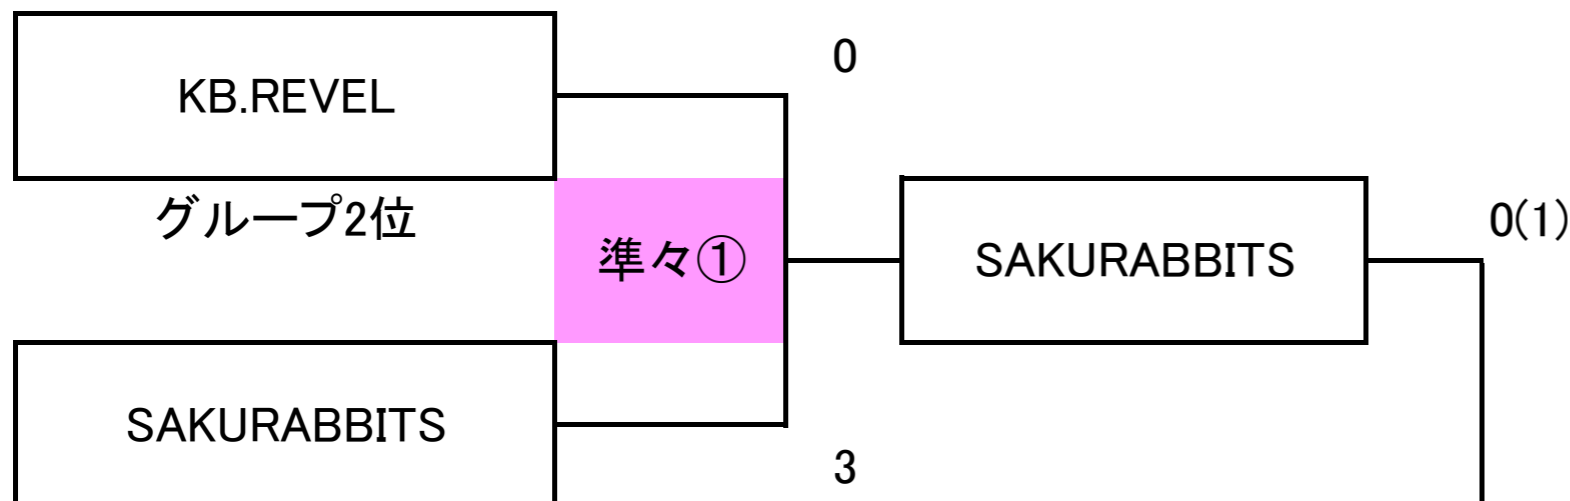 KB.REVEL
0
グループ2位
準々①
SAKURABBITS
0(1)
SAKURABBITS
3